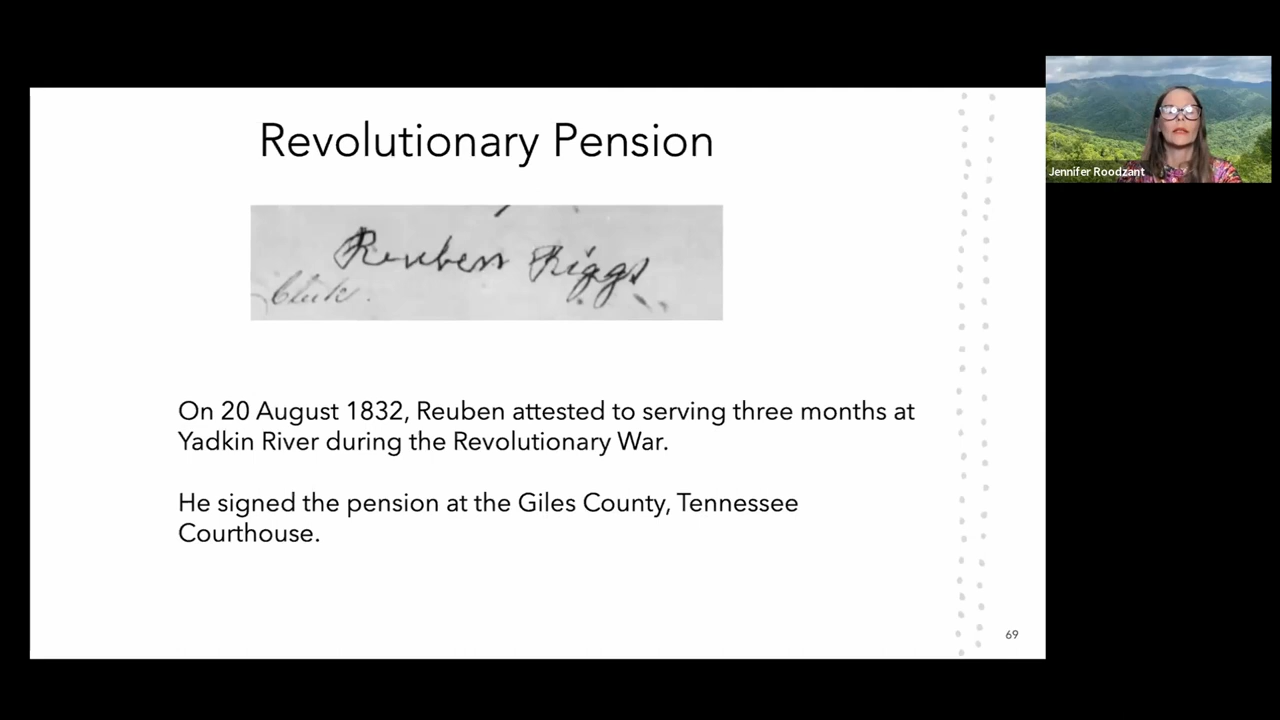 Revolutionary Pension
Reuben Riggs
Clerk.
On 20 August 1832, Reuben attested to serving three months at
Yadkin River during the Revolutionary War.
He signed the pension at the Giles County, Tennessee
Courthouse.
69
Jennifer Roodzant